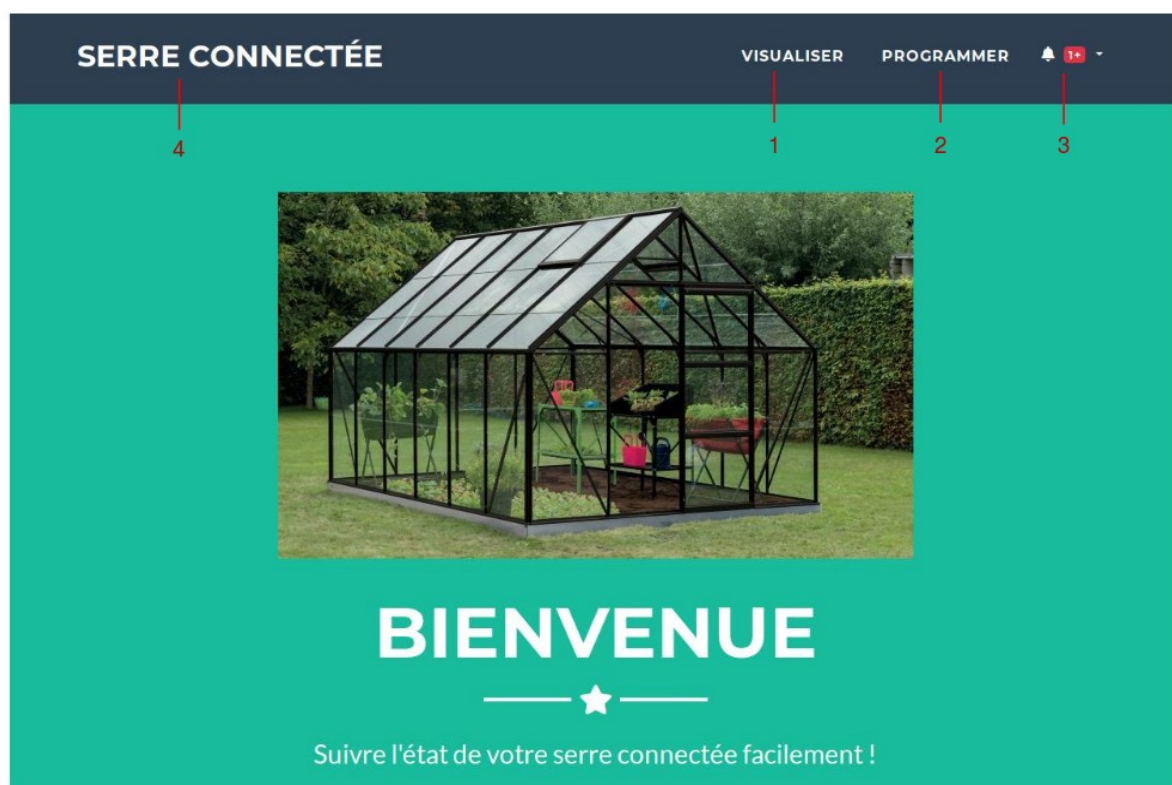 SERRE CONNECTÉE VISUALISER PROGRAMMER 1+
4 1 2 3
BIENVENUE
Suivre l'état de votre serre connectée facilement !